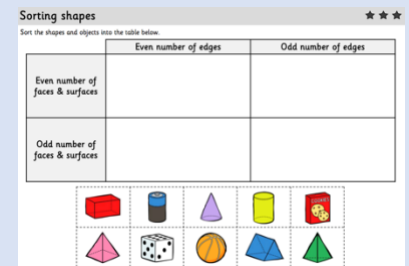 Sorting shapes
Sort the shapes and objects into the table below.
Even number of edges
Odd number of edges
Even number of
faces & surfaces
Odd number of
faces & surfaces
COOKIES